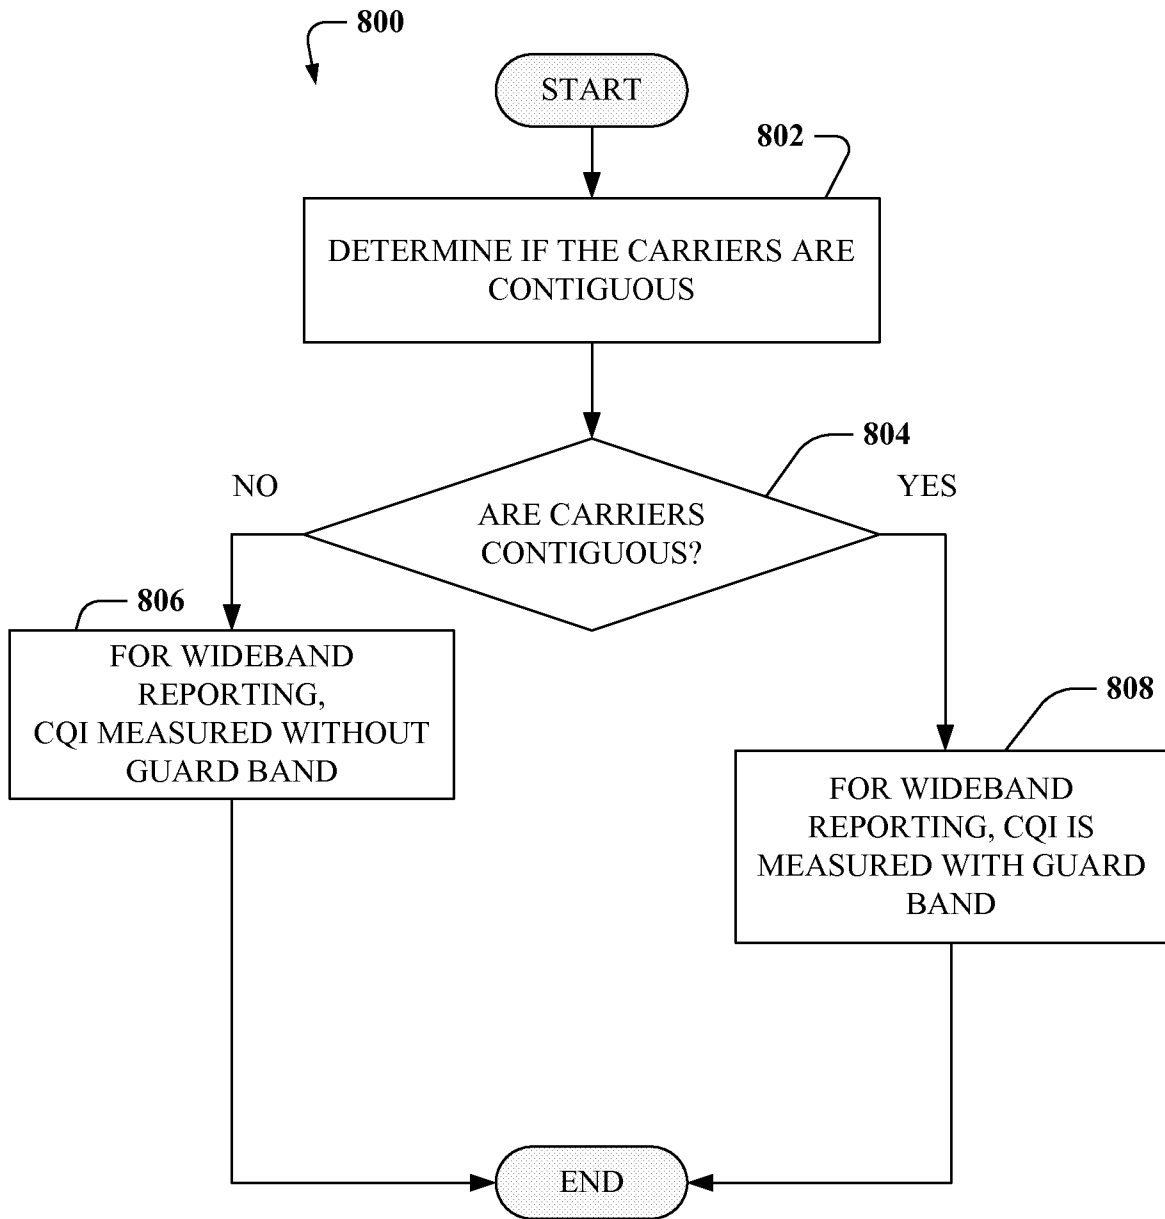 800
START
802
DETERMINE IF THE CARRIERS ARE
CONTIGUOUS
804
NO
YES
ARE CARRIERS
CONTIGUOUS?
806
FOR WIDEBAND
REPORTING,
CQI MEASURED WITHOUT
GUARD BAND
808
FOR WIDEBAND
REPORTING, CQI IS
MEASURED WITH GUARD
BAND
END